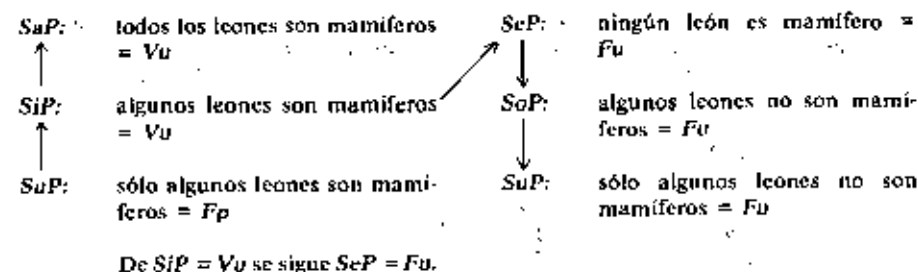 SaP: todos los leones son mamíferos
= Vu
SiP: algunos leones son mamíferos
= Vu
SuP: sólo algunos leones son mamí-
feros = Fp
De SiP = Vu se sigue SeP = Fu.
SeP: ningún león es mamífero =
Fu
SoP: algunos leones no son mamí-
feros = Fu
SuP: sólo algunos leones no son
mamíferos = Fu